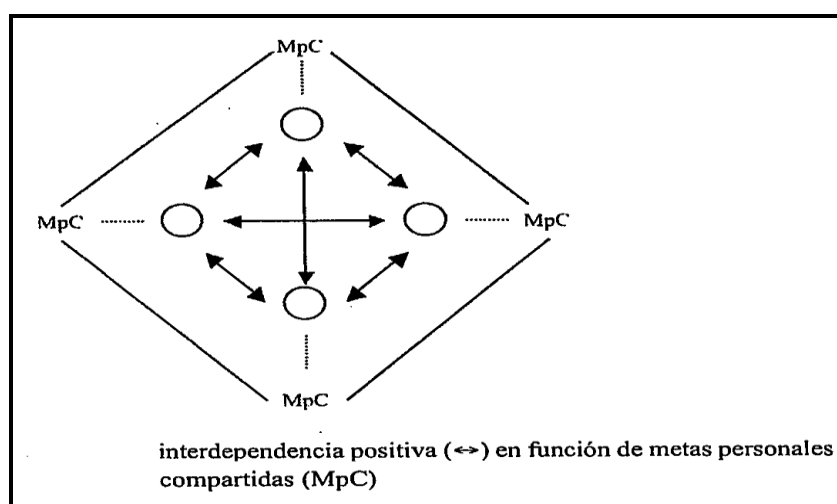 MpC
MpC
MpC
MpC
interdependencia positiva (↔) en función de metas personales
compartidas (MpC)